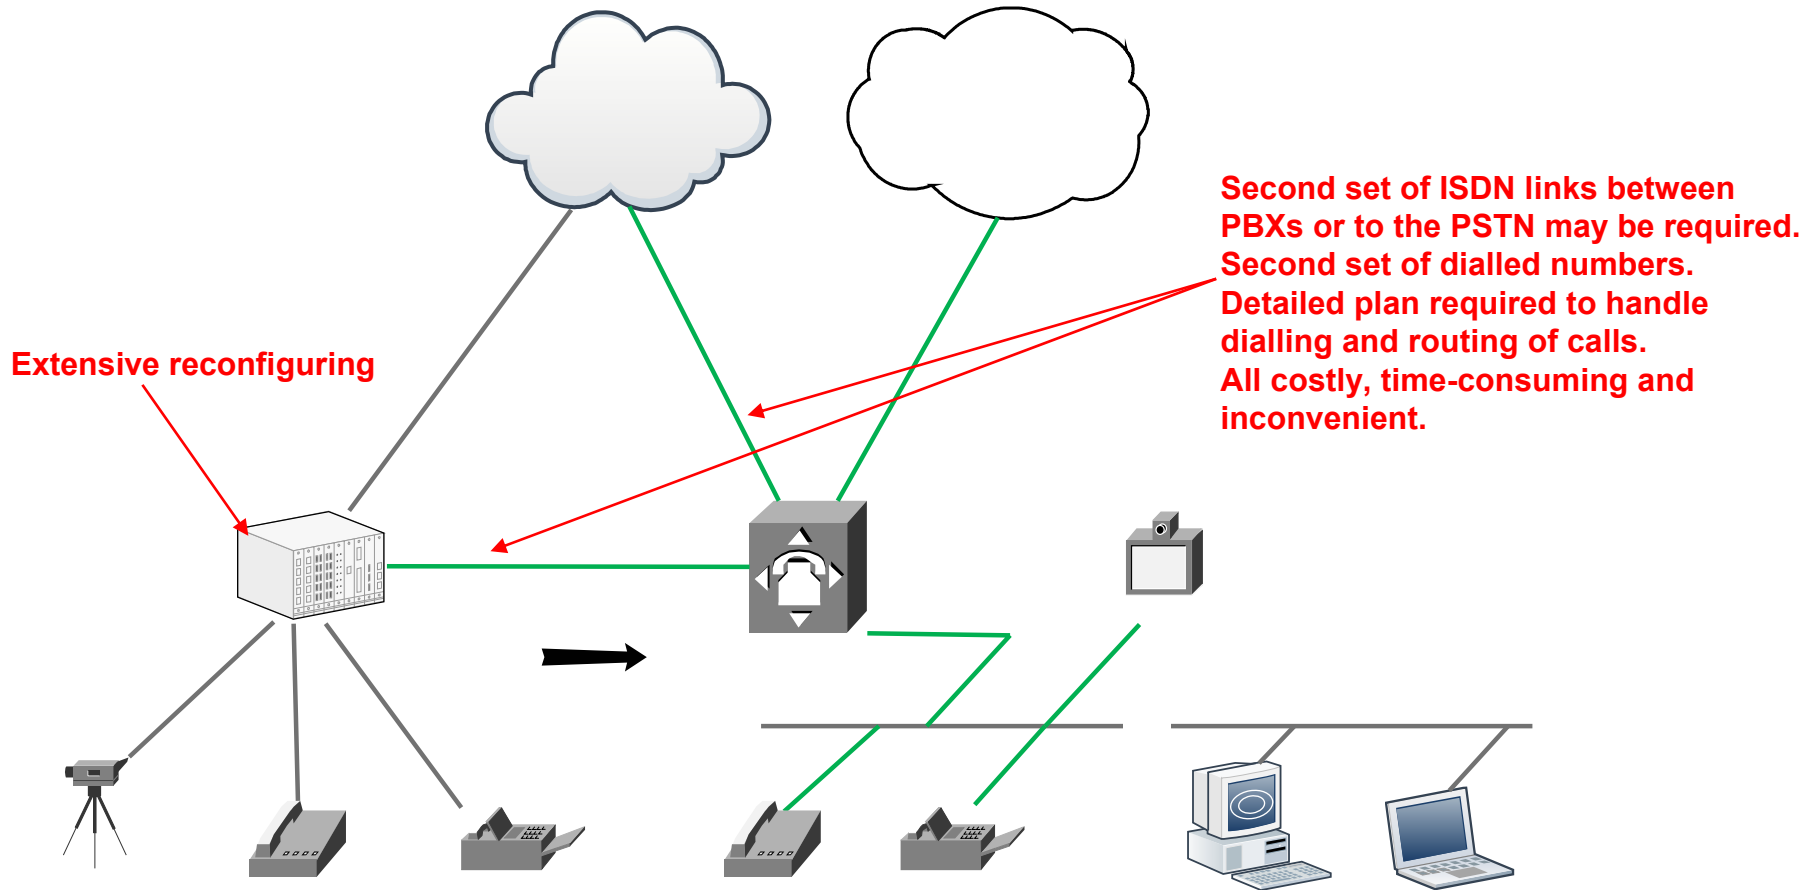 Second set of ISDN links between
PBXs or to the PSTN may be required.
Second set of dialled numbers.
Detailed plan required to handle
dialling and routing of calls.
All costly, time-consuming and
inconvenient.
Extensive reconfiguring